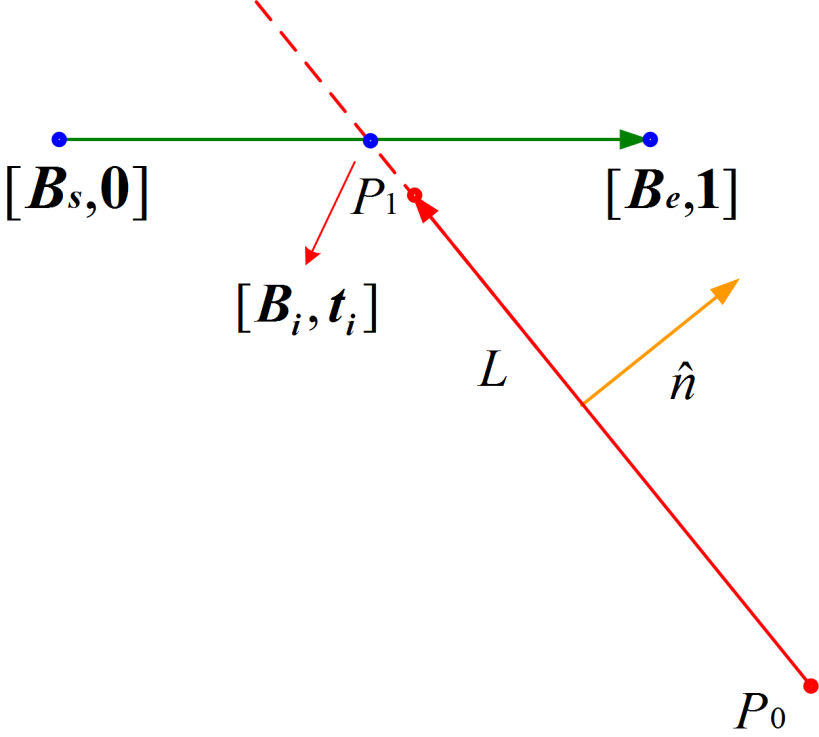 [Bs,0]
P1
[Be,1]
[Bi,ti]
L
n̂
P0